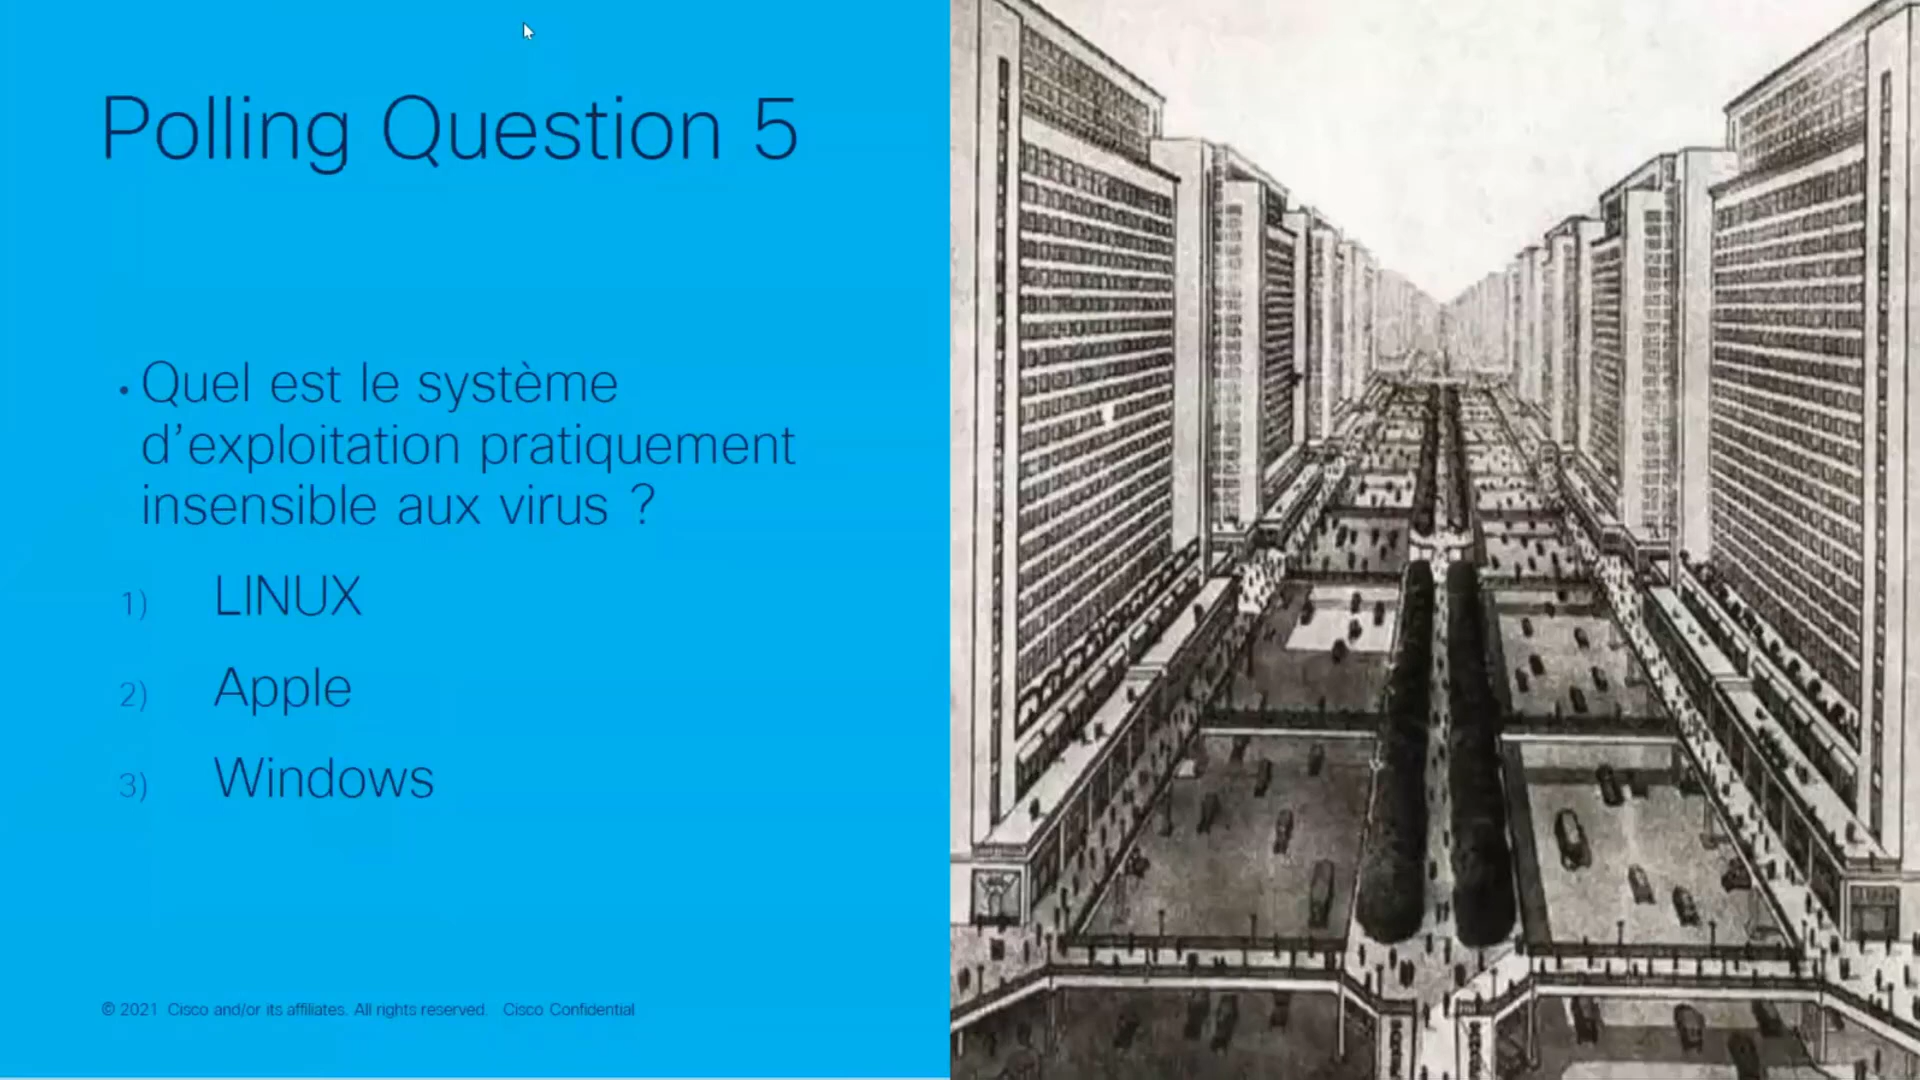 Polling Question 5
• Quel est le système
d’exploitation pratiquement
insensible aux virus ?
1) LINUX
2) Apple
3) Windows
© 2021 Cisco and/or its affiliates. All rights reserved. Cisco Confidential